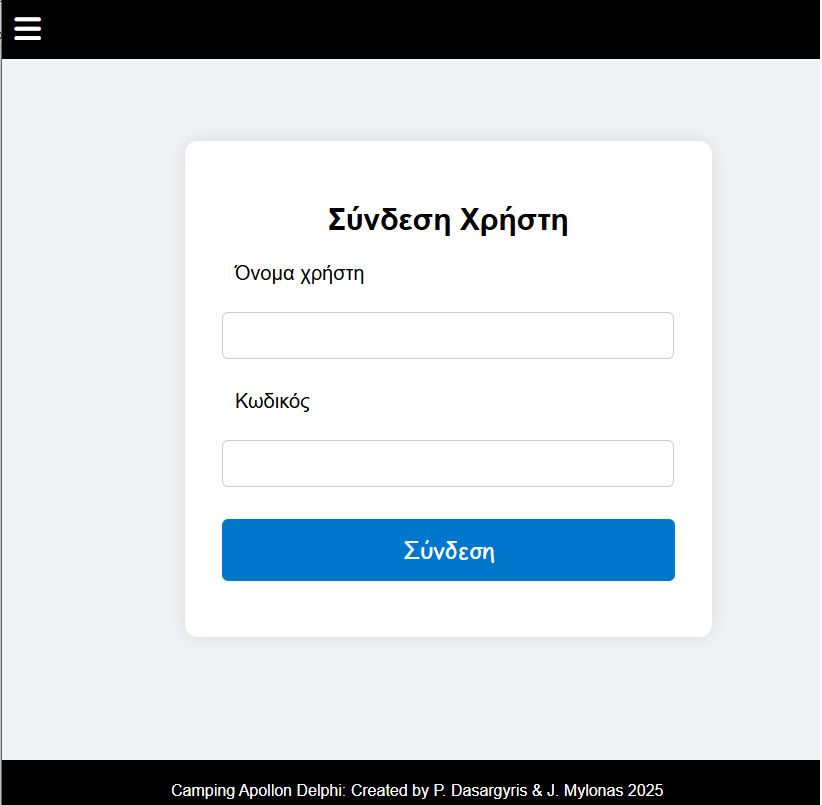 Σύνδεση Χρήστη
Όνομα χρήστη
Κωδικός
Σύνδεση
Camping Apollon Delphi: Created by P. Dasargyris & J. Mylonas 2025